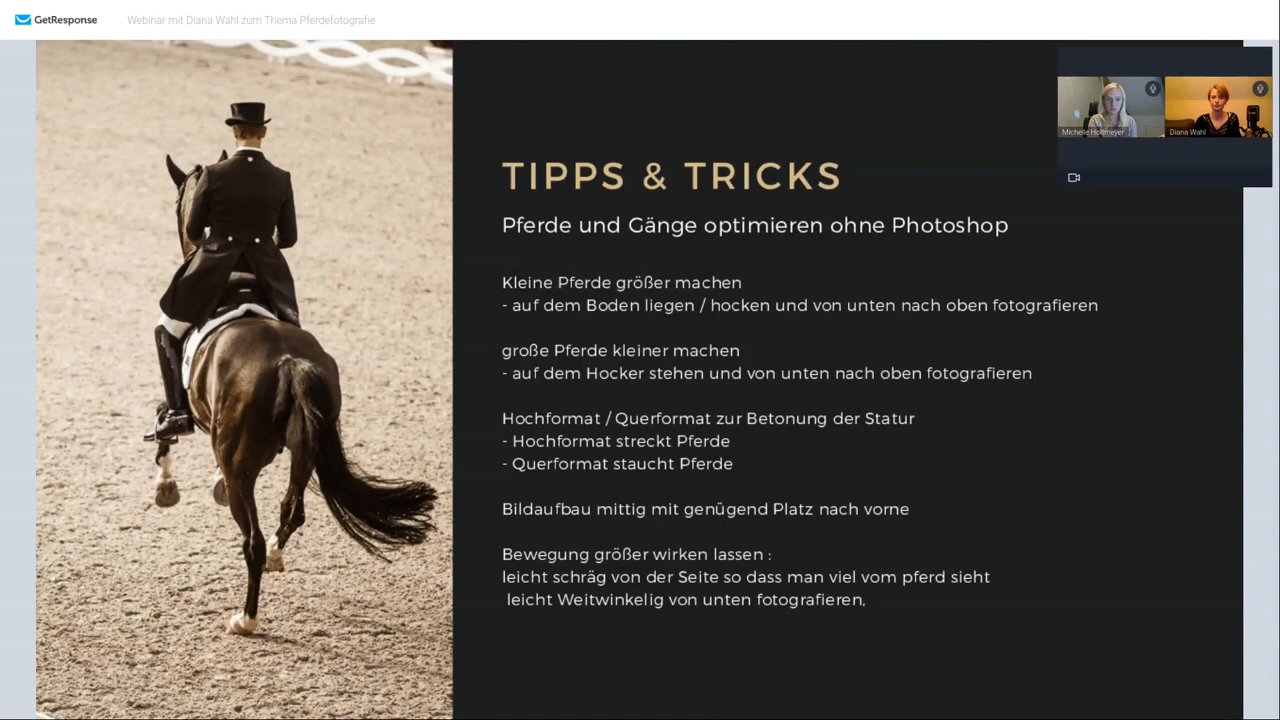 GetResponse
Webinar mit Diana Wahl zum Thema Pferdefotografie
Michelle Holtmeyer
Diana Wahl
TIPPS & TRICKS
Pferde und Gänge optimieren ohne Photoshop
Kleine Pferde größer machen
- auf dem Boden liegen / hocken und von unten nach oben fotografieren
große Pferde kleiner machen
- auf dem Hocker stehen und von unten nach oben fotografieren
Hochformat / Querformat zur Betonung der Statur
- Hochformat streckt Pferde
- Querformat staucht Pferde
Bildaufbau mittig mit genügend Platz nach vorne
Bewegung größer wirken lassen :
leicht schräg von der Seite so dass man viel vom pferd sieht
leicht Weitwinkelig von unten fotografieren,